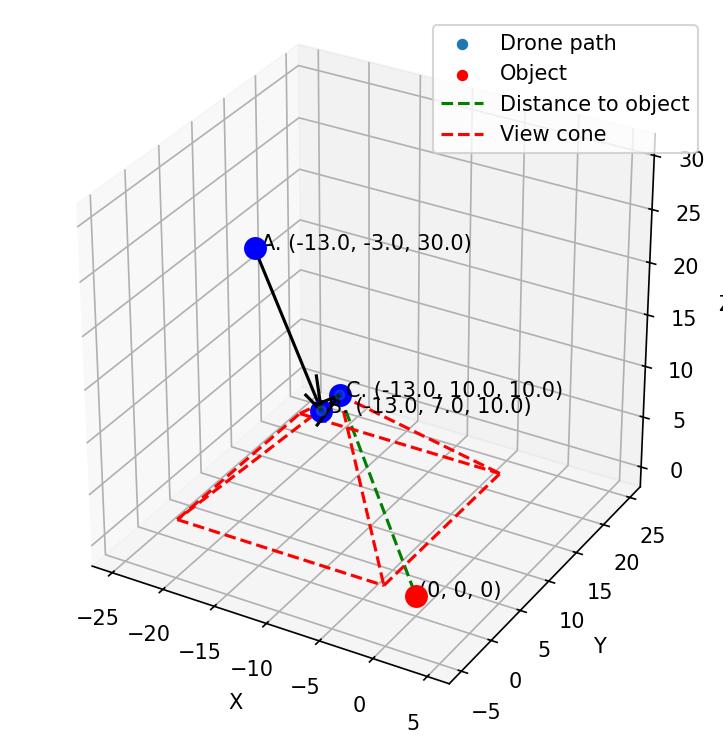 Drone path
Object
Distance to object
View cone
A. (-13.0, -3.0, 30.0)
C. (-13.0, 10.0, 10.0)
B. (-13.0, 7.0, 10.0)
(0, 0, 0)
30
25
20
15
10
5
0
Z
25
20
15
10
5
0
−5
Y
−25
−20
−15
−10
−5
0
5
X